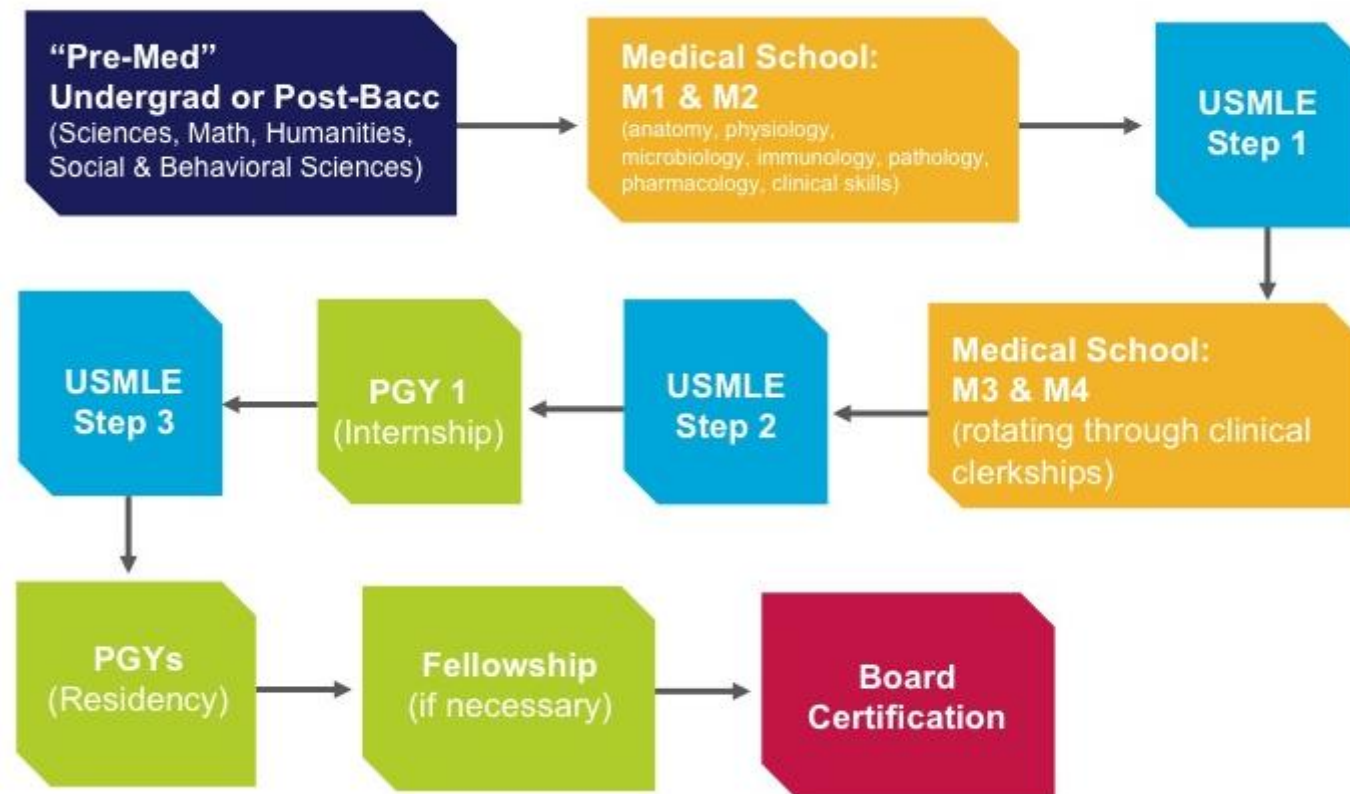 “Pre-Med”
Undergrad or Post-Bacc
(Sciences, Math, Humanities,
Social & Behavioral Sciences)
Medical School:
M1 & M2
(anatomy, physiology,
microbiology, immunology, pathology,
pharmacology, clinical skills)
USMLE
Step 1
Medical School:
M3 & M4
(rotating through clinical
clerkships)
USMLE
Step 2
PGY 1
(Internship)
USMLE
Step 3
PGYs
(Residency)
Fellowship
(if necessary)
Board
Certification